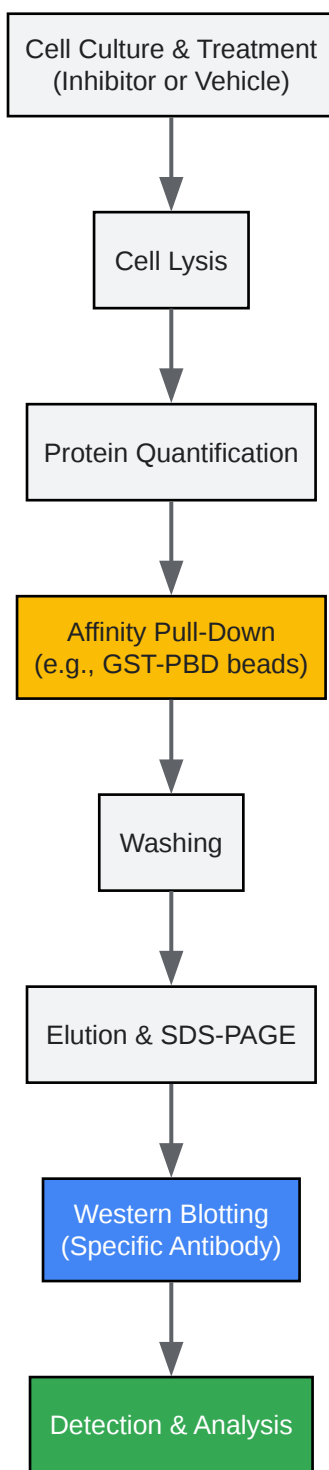 Cell Culture & Treatment
(Inhibitor or Vehicle)
Cell Lysis
Protein Quantification
Affinity Pull-Down
(e.g., GST-PBD beads)
Washing
Elution & SDS-PAGE
Western Blotting
(Specific Antibody)
Detection & Analysis